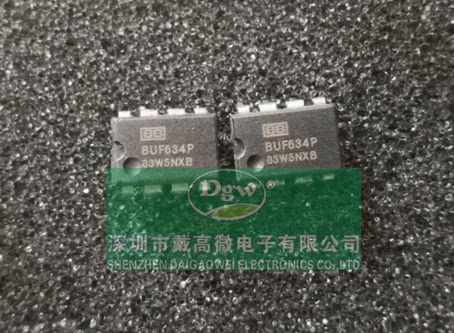 BB BB
BUF634P BUF634P
83W5NXB 83W5NXB
Dgw
深圳市戴高微电子有限公司
SHENZHEN DAIGAOWEI ELECTRONICS CO.,LTD